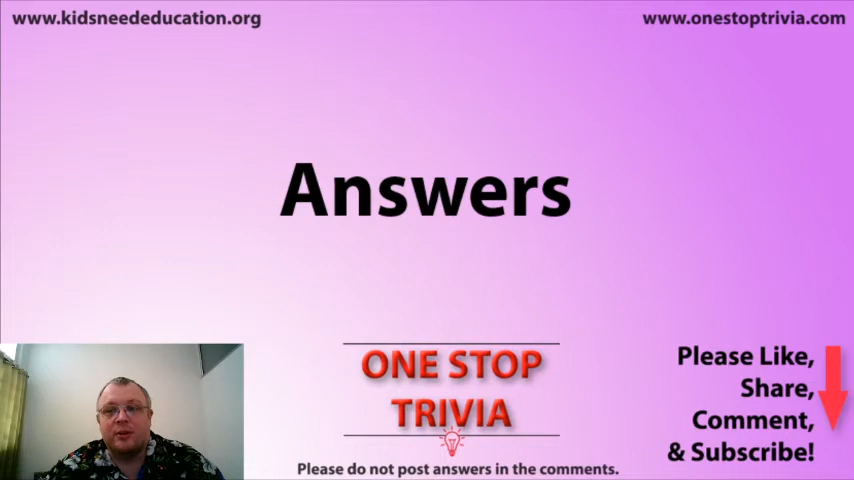 www.kidsneededucation.org
www.onestoptrivia.com
Answers
ONE STOP
TRIVIA
Please do not post answers in the comments.
Please Like,
Share,
Comment,
& Subscribe!